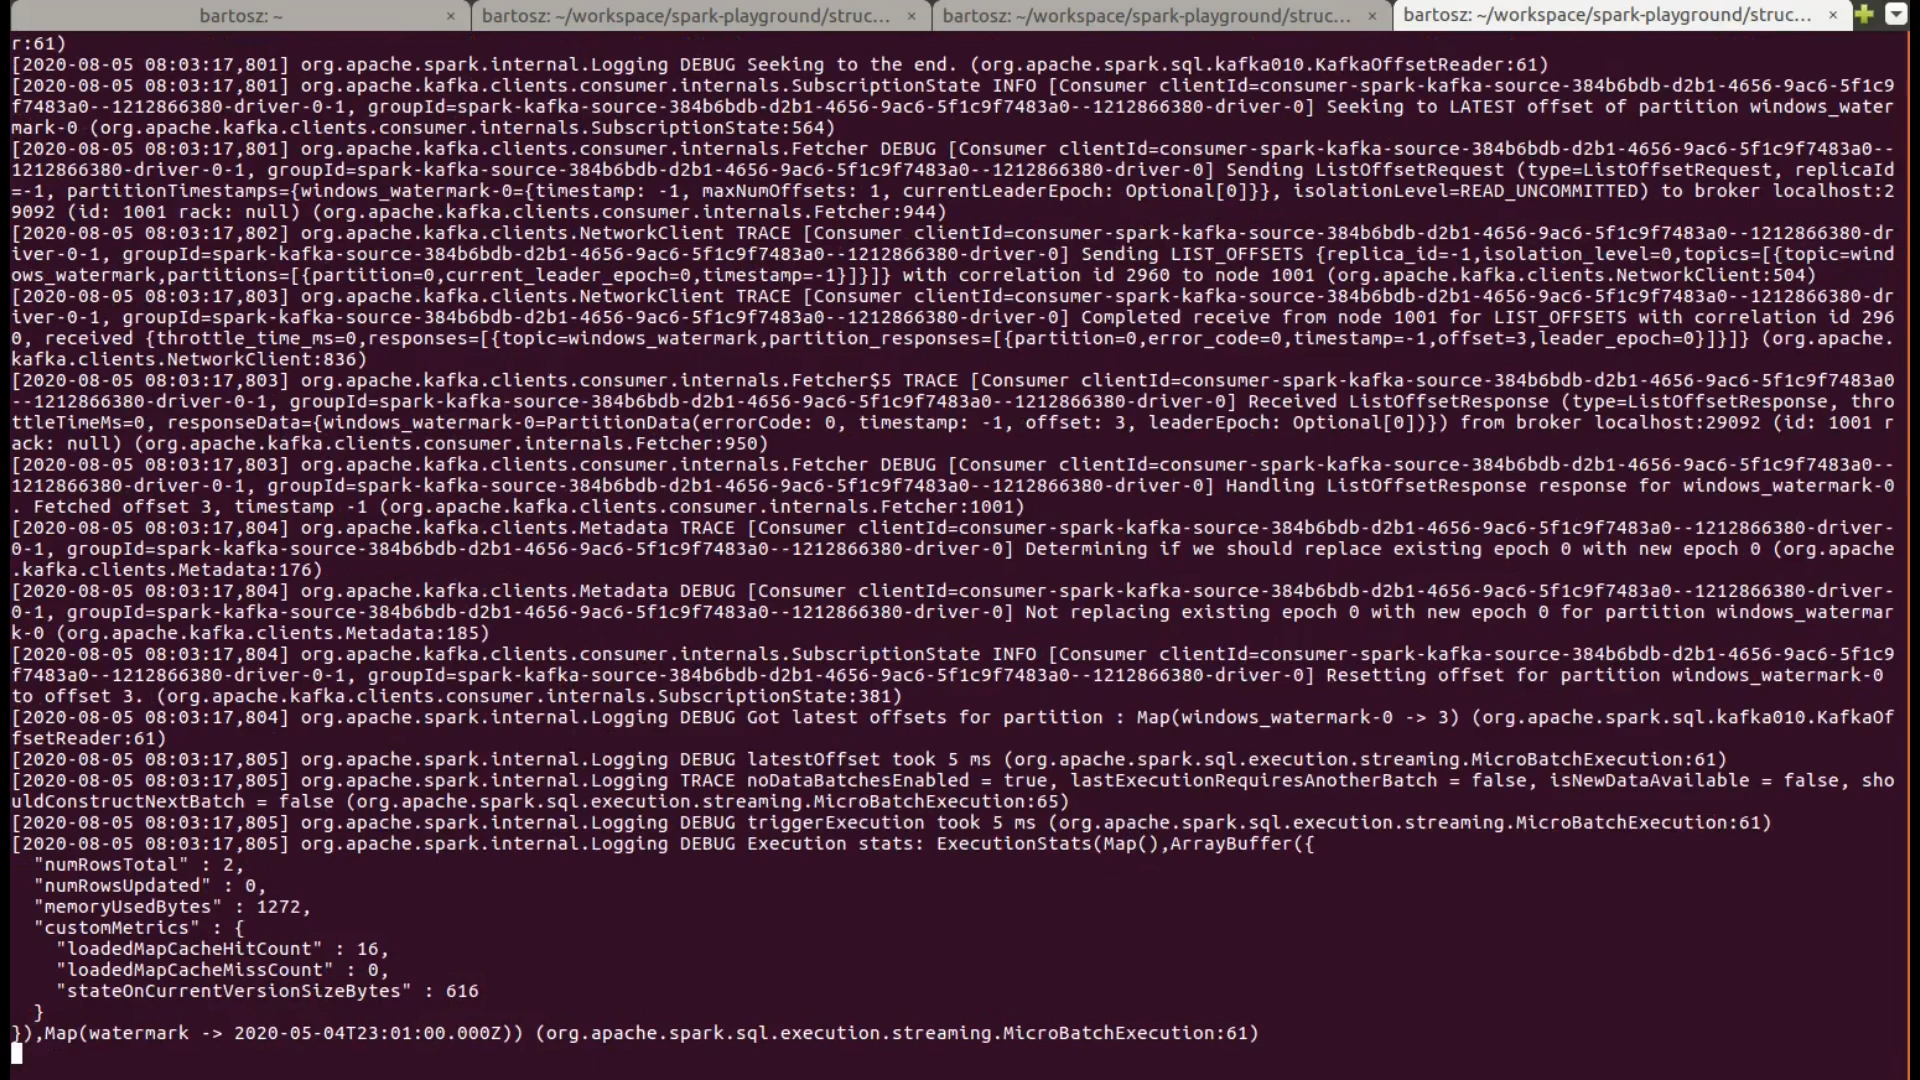 bartosz: ~ × bartosz: ~/workspace/spark-playground/struc... × bartosz: ~/workspace/spark-playground/struc... × bartosz: ~/workspace/spark-playground/struc... ×
r:61)
[2020-08-05 08:03:17,801] org.apache.spark.internal.Logging DEBUG Seeking to the end. (org.apache.spark.sql.kafka010.KafkaOffsetReader:61)
[2020-08-05 08:03:17,801] org.apache.kafka.clients.consumer.internals.SubscriptionState INFO [Consumer clientId=consumer-spark-kafka-source-384b6bdb-d2b1-4656-9ac6-5f1c9
f7483a0--1212866380-driver-0-1, groupId=spark-kafka-source-384b6bdb-d2b1-4656-9ac6-5f1c9f7483a0--1212866380-driver-0] Seeking to LATEST offset of partition windows_water
mark-0 (org.apache.kafka.clients.consumer.internals.SubscriptionState:564)
[2020-08-05 08:03:17,801] org.apache.kafka.clients.consumer.internals.Fetcher DEBUG [Consumer clientId=consumer-spark-kafka-source-384b6bdb-d2b1-4656-9ac6-5f1c9f7483a0--
1212866380-driver-0-1, groupId=spark-kafka-source-384b6bdb-d2b1-4656-9ac6-5f1c9f7483a0--1212866380-driver-0] Sending ListOffsetRequest (type=ListOffsetRequest, replicaId
=-1, partitionTimestamps={windows_watermark-0={timestamp: -1, maxNumOffsets: 1, currentLeaderEpoch: Optional[0]}}, isolationLevel=READ_UNCOMMITTED) to broker localhost:2
9092 (id: 1001 rack: null) (org.apache.kafka.clients.consumer.internals.Fetcher:944)
[2020-08-05 08:03:17,802] org.apache.kafka.clients.NetworkClient TRACE [Consumer clientId=consumer-spark-kafka-source-384b6bdb-d2b1-4656-9ac6-5f1c9f7483a0--1212866380-dr
iver-0-1, groupId=spark-kafka-source-384b6bdb-d2b1-4656-9ac6-5f1c9f7483a0--1212866380-driver-0] Sending LIST_OFFSETS {replica_id=-1,isolation_level=0,topics=[{topic=wind
ows_watermark,partitions=[{partition=0,current_leader_epoch=0,timestamp=-1}]}]} with correlation id 2960 to node 1001 (org.apache.kafka.clients.NetworkClient:504)
[2020-08-05 08:03:17,803] org.apache.kafka.clients.NetworkClient TRACE [Consumer clientId=consumer-spark-kafka-source-384b6bdb-d2b1-4656-9ac6-5f1c9f7483a0--1212866380-dr
iver-0-1, groupId=spark-kafka-source-384b6bdb-d2b1-4656-9ac6-5f1c9f7483a0--1212866380-driver-0] Completed receive from node 1001 for LIST_OFFSETS with correlation id 296
0, received {throttle_time_ms=0,responses=[{topic=windows_watermark,partition_responses=[{partition=0,error_code=0,timestamp=-1,offset=3,leader_epoch=0}]}]} (org.apache.
kafka.clients.NetworkClient:836)
[2020-08-05 08:03:17,803] org.apache.kafka.clients.consumer.internals.Fetcher$5 TRACE [Consumer clientId=consumer-spark-kafka-source-384b6bdb-d2b1-4656-9ac6-5f1c9f7483a0
--1212866380-driver-0-1, groupId=spark-kafka-source-384b6bdb-d2b1-4656-9ac6-5f1c9f7483a0--1212866380-driver-0] Received ListOffsetResponse (type=ListOffsetResponse, thro
ttleTimeMs=0, responseData={windows_watermark-0=PartitionData(errorCode: 0, timestamp: -1, offset: 3, leaderEpoch: Optional[0])}) from broker localhost:29092 (id: 1001 r
ack: null) (org.apache.kafka.clients.consumer.internals.Fetcher:950)
[2020-08-05 08:03:17,803] org.apache.kafka.clients.consumer.internals.Fetcher DEBUG [Consumer clientId=consumer-spark-kafka-source-384b6bdb-d2b1-4656-9ac6-5f1c9f7483a0--
1212866380-driver-0-1, groupId=spark-kafka-source-384b6bdb-d2b1-4656-9ac6-5f1c9f7483a0--1212866380-driver-0] Handling ListOffsetResponse response for windows_watermark-0
. Fetched offset 3, timestamp -1 (org.apache.kafka.clients.consumer.internals.Fetcher:1001)
[2020-08-05 08:03:17,804] org.apache.kafka.clients.Metadata TRACE [Consumer clientId=consumer-spark-kafka-source-384b6bdb-d2b1-4656-9ac6-5f1c9f7483a0--1212866380-driver-
0-1, groupId=spark-kafka-source-384b6bdb-d2b1-4656-9ac6-5f1c9f7483a0--1212866380-driver-0] Determining if we should replace existing epoch 0 with new epoch 0 (org.apache
.kafka.clients.Metadata:176)
[2020-08-05 08:03:17,804] org.apache.kafka.clients.Metadata DEBUG [Consumer clientId=consumer-spark-kafka-source-384b6bdb-d2b1-4656-9ac6-5f1c9f7483a0--1212866380-driver-
0-1, groupId=spark-kafka-source-384b6bdb-d2b1-4656-9ac6-5f1c9f7483a0--1212866380-driver-0] Not replacing existing epoch 0 with new epoch 0 for partition windows_watermar
k-0 (org.apache.kafka.clients.Metadata:185)
[2020-08-05 08:03:17,804] org.apache.kafka.clients.consumer.internals.SubscriptionState INFO [Consumer clientId=consumer-spark-kafka-source-384b6bdb-d2b1-4656-9ac6-5f1c9
f7483a0--1212866380-driver-0-1, groupId=spark-kafka-source-384b6bdb-d2b1-4656-9ac6-5f1c9f7483a0--1212866380-driver-0] Resetting offset for partition windows_watermark-0
to offset 3. (org.apache.kafka.clients.consumer.internals.SubscriptionState:381)
[2020-08-05 08:03:17,804] org.apache.spark.internal.Logging DEBUG Got latest offsets for partition : Map(windows_watermark-0 -> 3) (org.apache.spark.sql.kafka010.KafkaOf
fsetReader:61)
[2020-08-05 08:03:17,805] org.apache.spark.internal.Logging DEBUG latestOffset took 5 ms (org.apache.spark.sql.execution.streaming.MicroBatchExecution:61)
[2020-08-05 08:03:17,805] org.apache.spark.internal.Logging TRACE noDataBatchesEnabled = true, lastExecutionRequiresAnotherBatch = false, isNewDataAvailable = false, sho
uldConstructNextBatch = false (org.apache.spark.sql.execution.streaming.MicroBatchExecution:65)
[2020-08-05 08:03:17,805] org.apache.spark.internal.Logging DEBUG triggerExecution took 5 ms (org.apache.spark.sql.execution.streaming.MicroBatchExecution:61)
[2020-08-05 08:03:17,805] org.apache.spark.internal.Logging DEBUG Execution stats: ExecutionStats(Map(),ArrayBuffer({
"numRowsTotal" : 2,
"numRowsUpdated" : 0,
"memoryUsedBytes" : 1272,
"customMetrics" : {
"loadedMapCacheHitCount" : 16,
"loadedMapCacheMissCount" : 0,
"stateOnCurrentVersionSizeBytes" : 616
}
}),Map(watermark -> 2020-05-04T23:01:00.000Z)) (org.apache.spark.sql.execution.streaming.MicroBatchExecution:61)